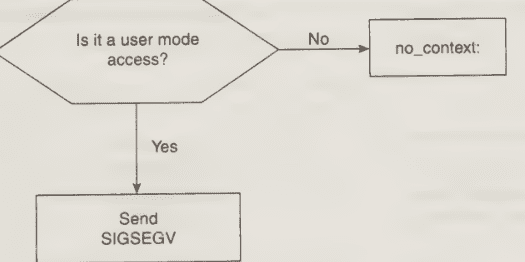 Is it a user mode
access?
No
no_context:
Yes
Send
SIGSEGV